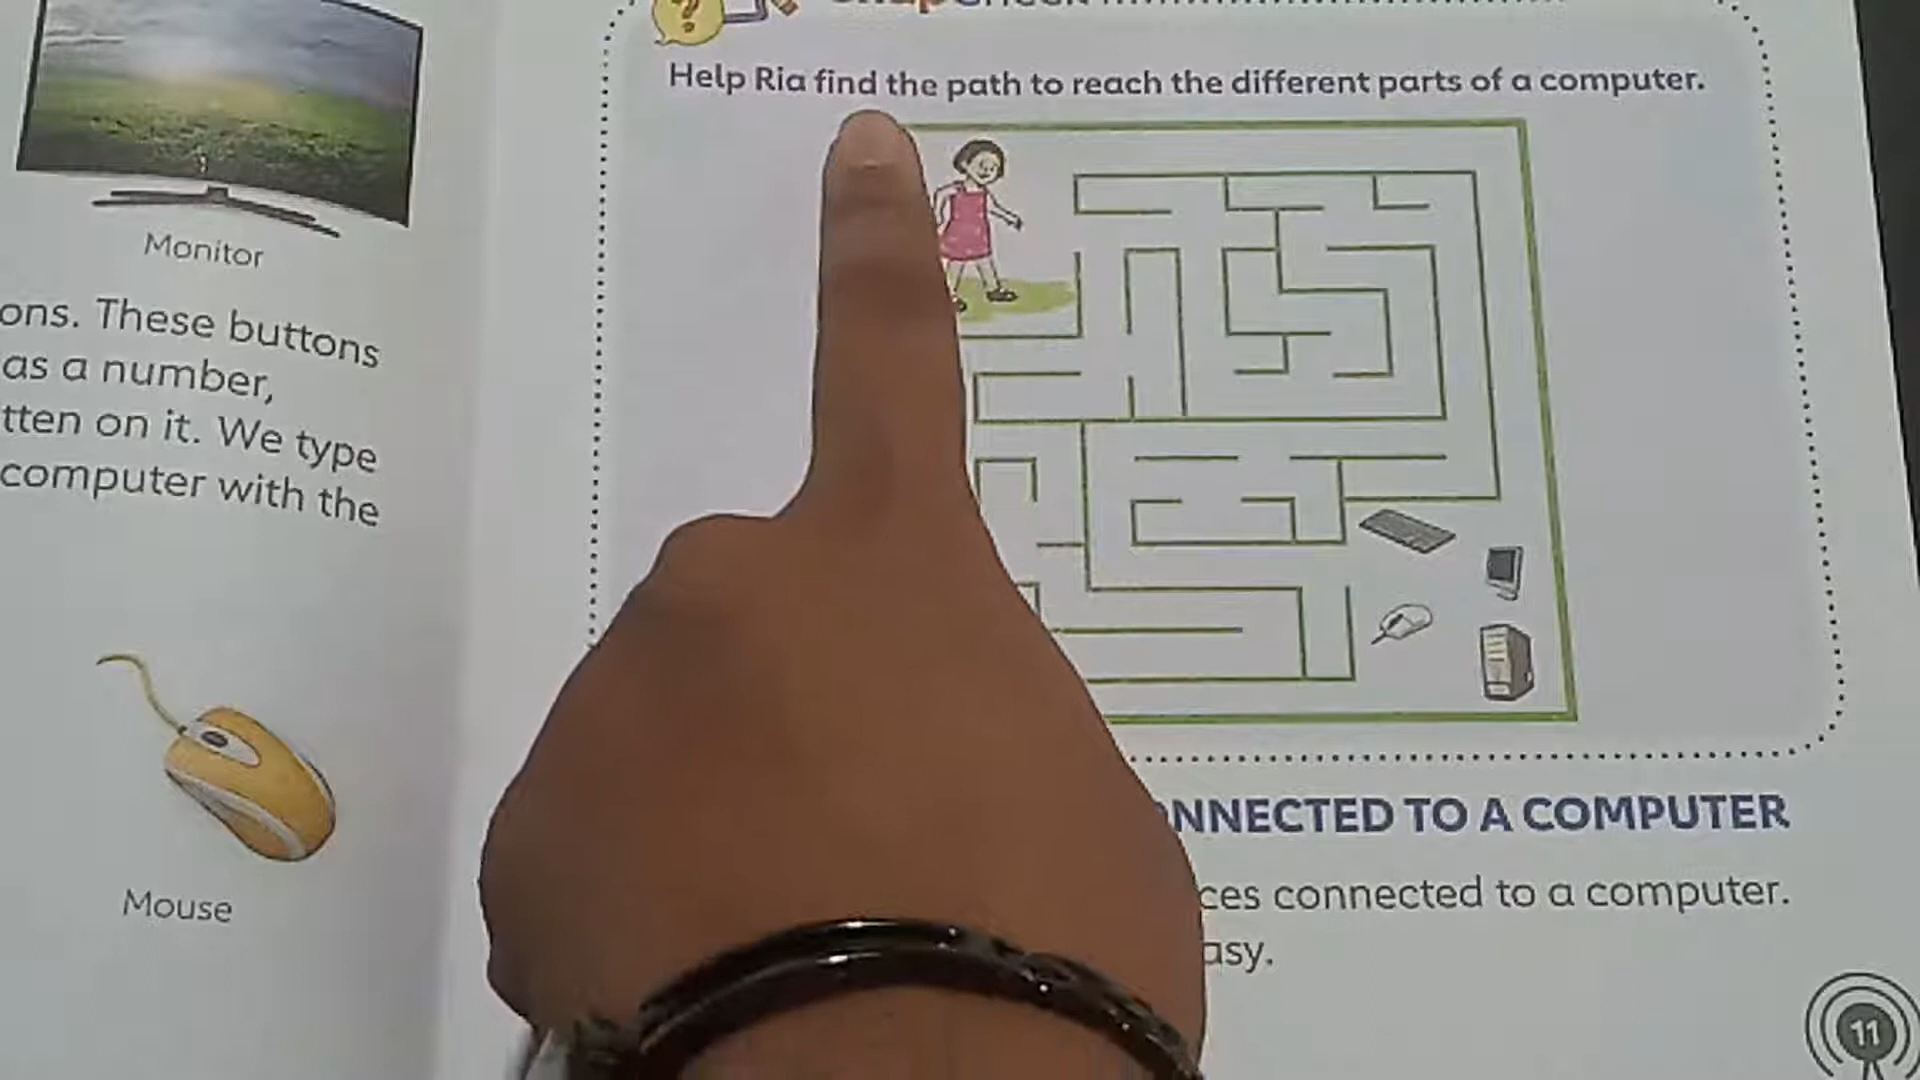 Monitor
ons. These buttons
as a number,
tten on it. We type
computer with the
Mouse
Help Ria find the path to reach the different parts of a computer.
NNECTED TO A COMPUTER
ces connected to a computer.
asy.
11